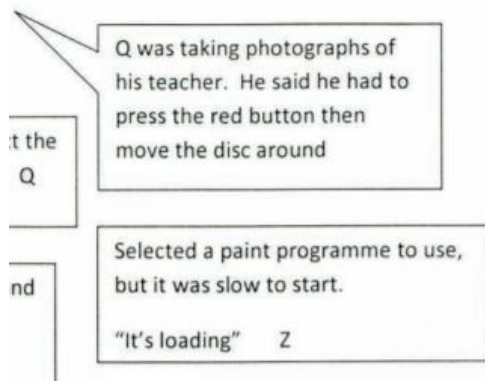 Q was taking photographs of
his teacher. He said he had to
press the red button then
move the disc around
t the
Q
Selected a paint programme to use,
but it was slow to start.
"It's loading" Z
nd